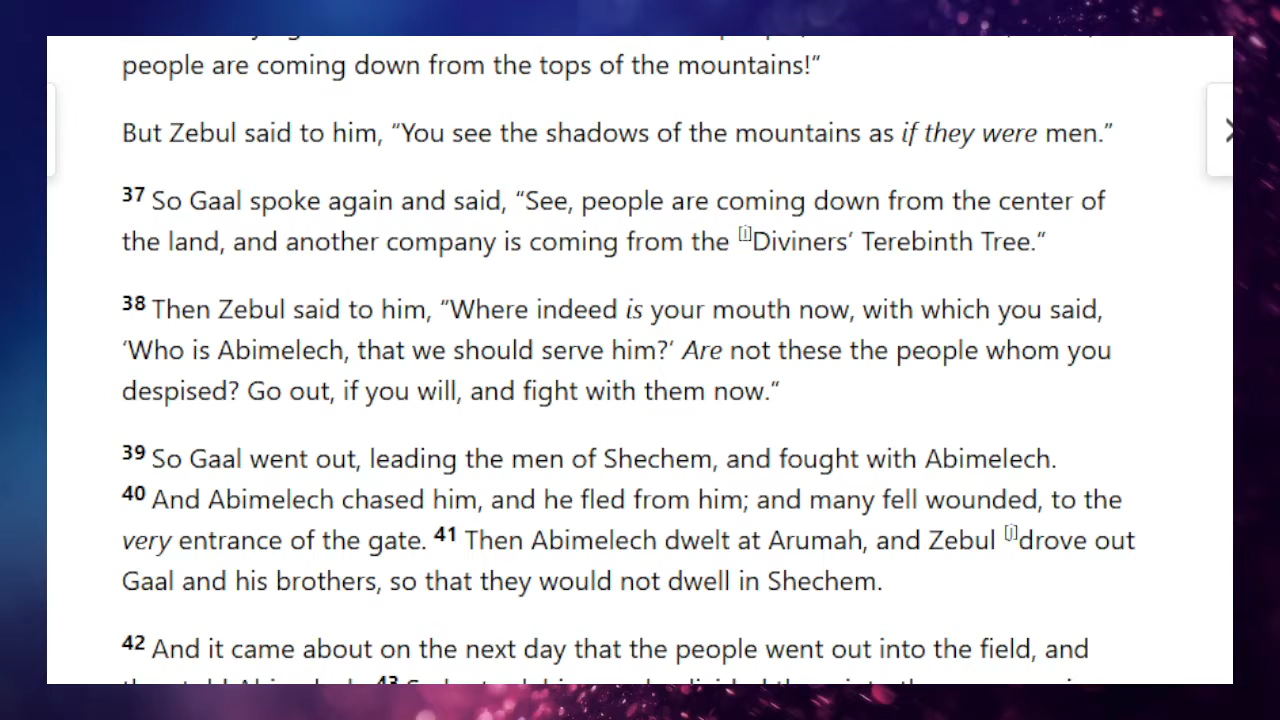 people are coming down from the tops of the mountains!”
But Zebul said to him, “You see the shadows of the mountains as if they were men.”
37 So Gaal spoke again and said, “See, people are coming down from the center of
the land, and another company is coming from the [i]Diviners’ Terebinth Tree.”
38 Then Zebul said to him, “Where indeed is your mouth now, with which you said,
‘Who is Abimelech, that we should serve him?’ Are not these the people whom you
despised? Go out, if you will, and fight with them now.”
39 So Gaal went out, leading the men of Shechem, and fought with Abimelech.
40 And Abimelech chased him, and he fled from him; and many fell wounded, to the
very entrance of the gate. 41 Then Abimelech dwelt at Arumah, and Zebul [j]drove out
Gaal and his brothers, so that they would not dwell in Shechem.
42 And it came about on the next day that the people went out into the field, and